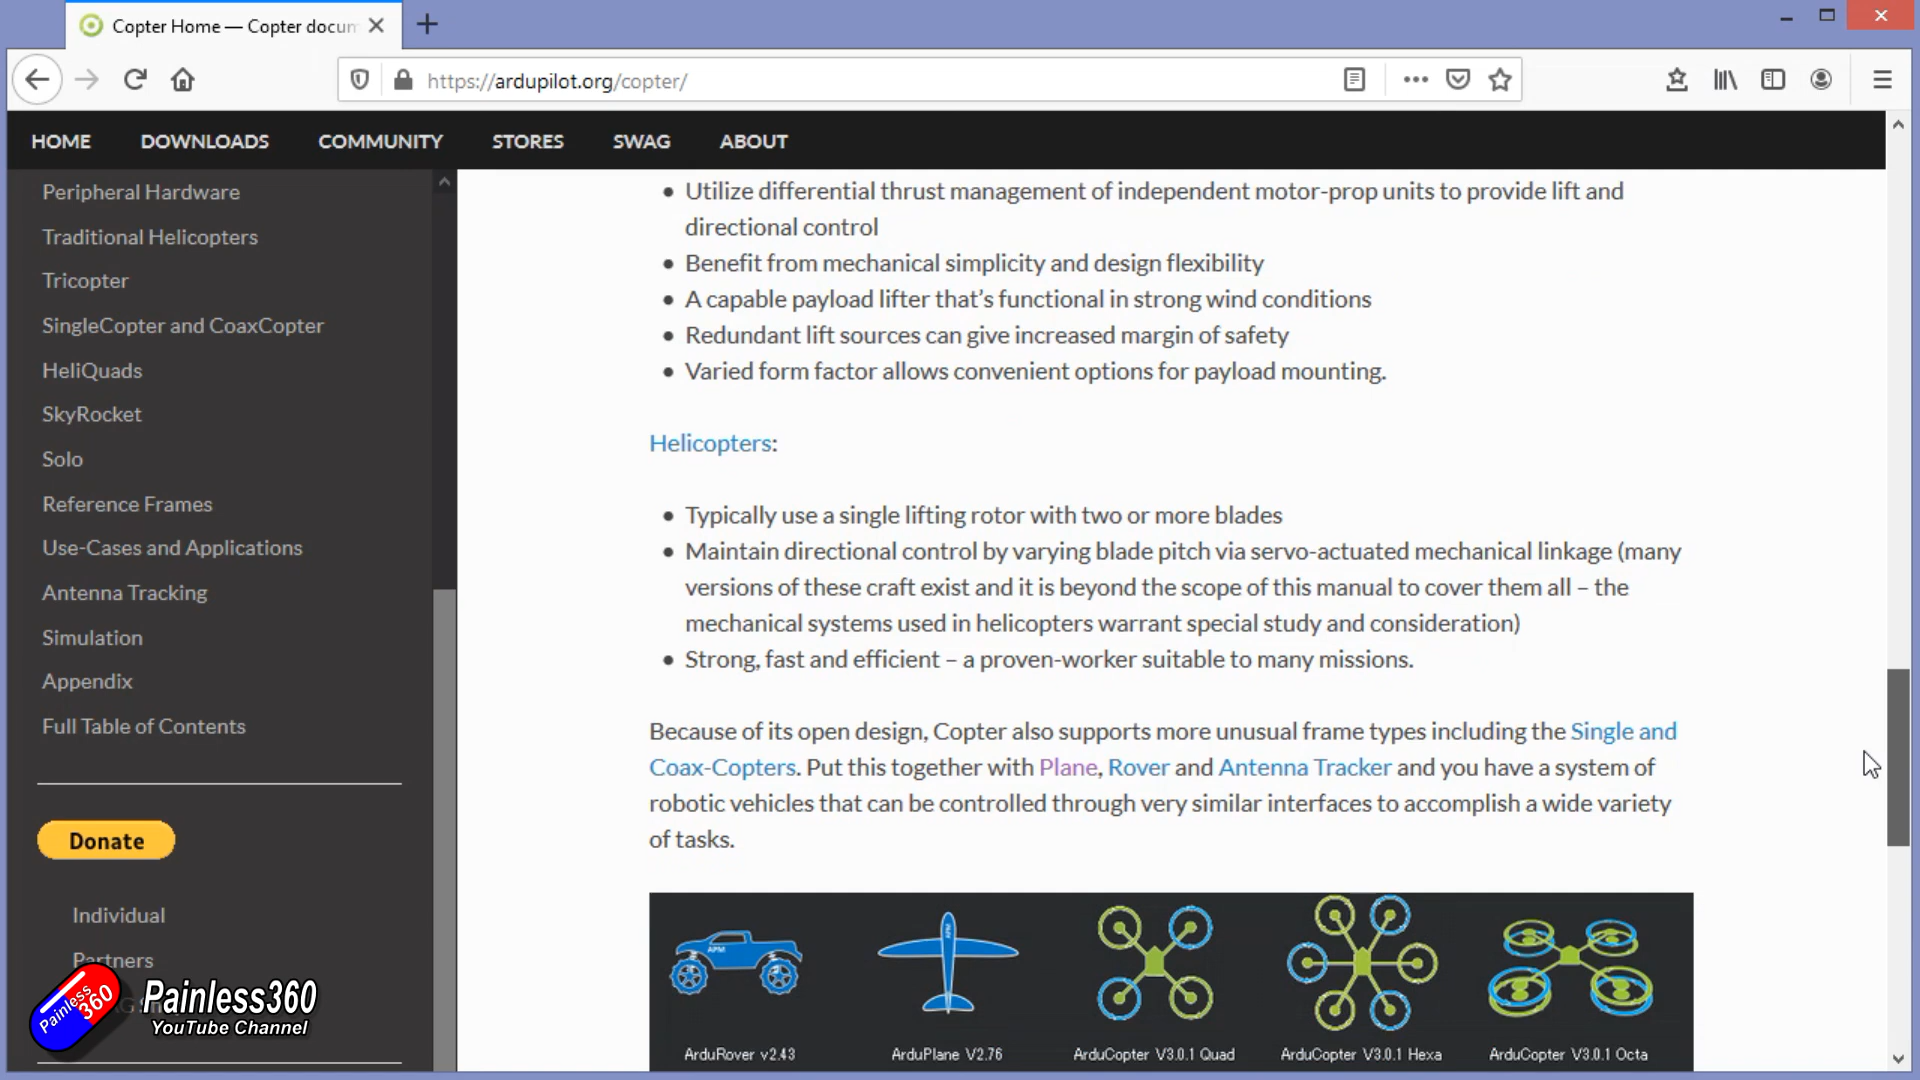 Copter Home — Copter docum
https://ardupilot.org/copter/
HOME DOWNLOADS COMMUNITY STORES SWAG ABOUT
Peripheral Hardware
Traditional Helicopters
Tricopter
SingleCopter and CoaxCopter
HeliQuads
SkyRocket
Solo
Reference Frames
Use-Cases and Applications
Antenna Tracking
Simulation
Appendix
Full Table of Contents
Donate
Individual
Partners
Painless360
YouTube Channel
Painless
360
Utilize differential thrust management of independent motor-prop units to provide lift and
directional control
Benefit from mechanical simplicity and design flexibility
A capable payload lifter that’s functional in strong wind conditions
Redundant lift sources can give increased margin of safety
Varied form factor allows convenient options for payload mounting.
Helicopters:
Typically use a single lifting rotor with two or more blades
Maintain directional control by varying blade pitch via servo-actuated mechanical linkage (many
versions of these craft exist and it is beyond the scope of this manual to cover them all – the
mechanical systems used in helicopters warrant special study and consideration)
Strong, fast and efficient – a proven-worker suitable to many missions.
Because of its open design, Copter also supports more unusual frame types including the Single and
Coax-Copters. Put this together with Plane, Rover and Antenna Tracker and you have a system of
robotic vehicles that can be controlled through very similar interfaces to accomplish a wide variety
of tasks.
APM
ArduRover v2.43 ArduPlane V2.76 ArduCopter V3.0.1 Quad ArduCopter V3.0.1 Hexa ArduCopter V3.0.1 Octa